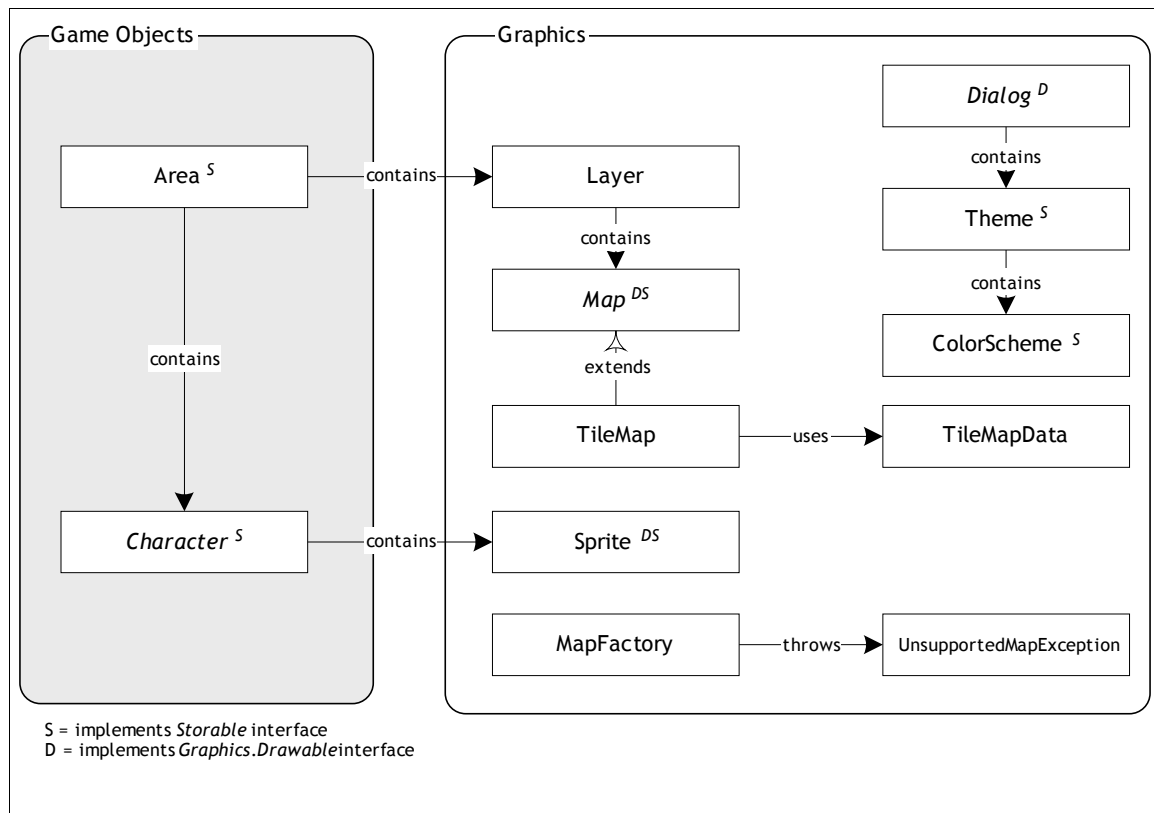 Game Objects
Graphics
Dialog D
contains
Area S
contains
Layer
Theme S
contains
contains
Map DS
ColorScheme S
contains
extends
TileMap
uses
TileMapData
Character S
contains
Sprite DS
MapFactory
throws
UnsupportedMapException
S = implements Storable interface
D = implements Graphics.Drawableinterface